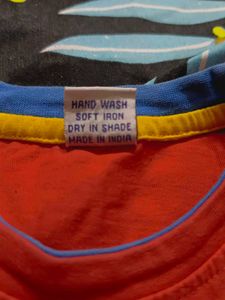 HAND WASH
SOFT IRON
DRY IN SHADE
MADE IN INDIA